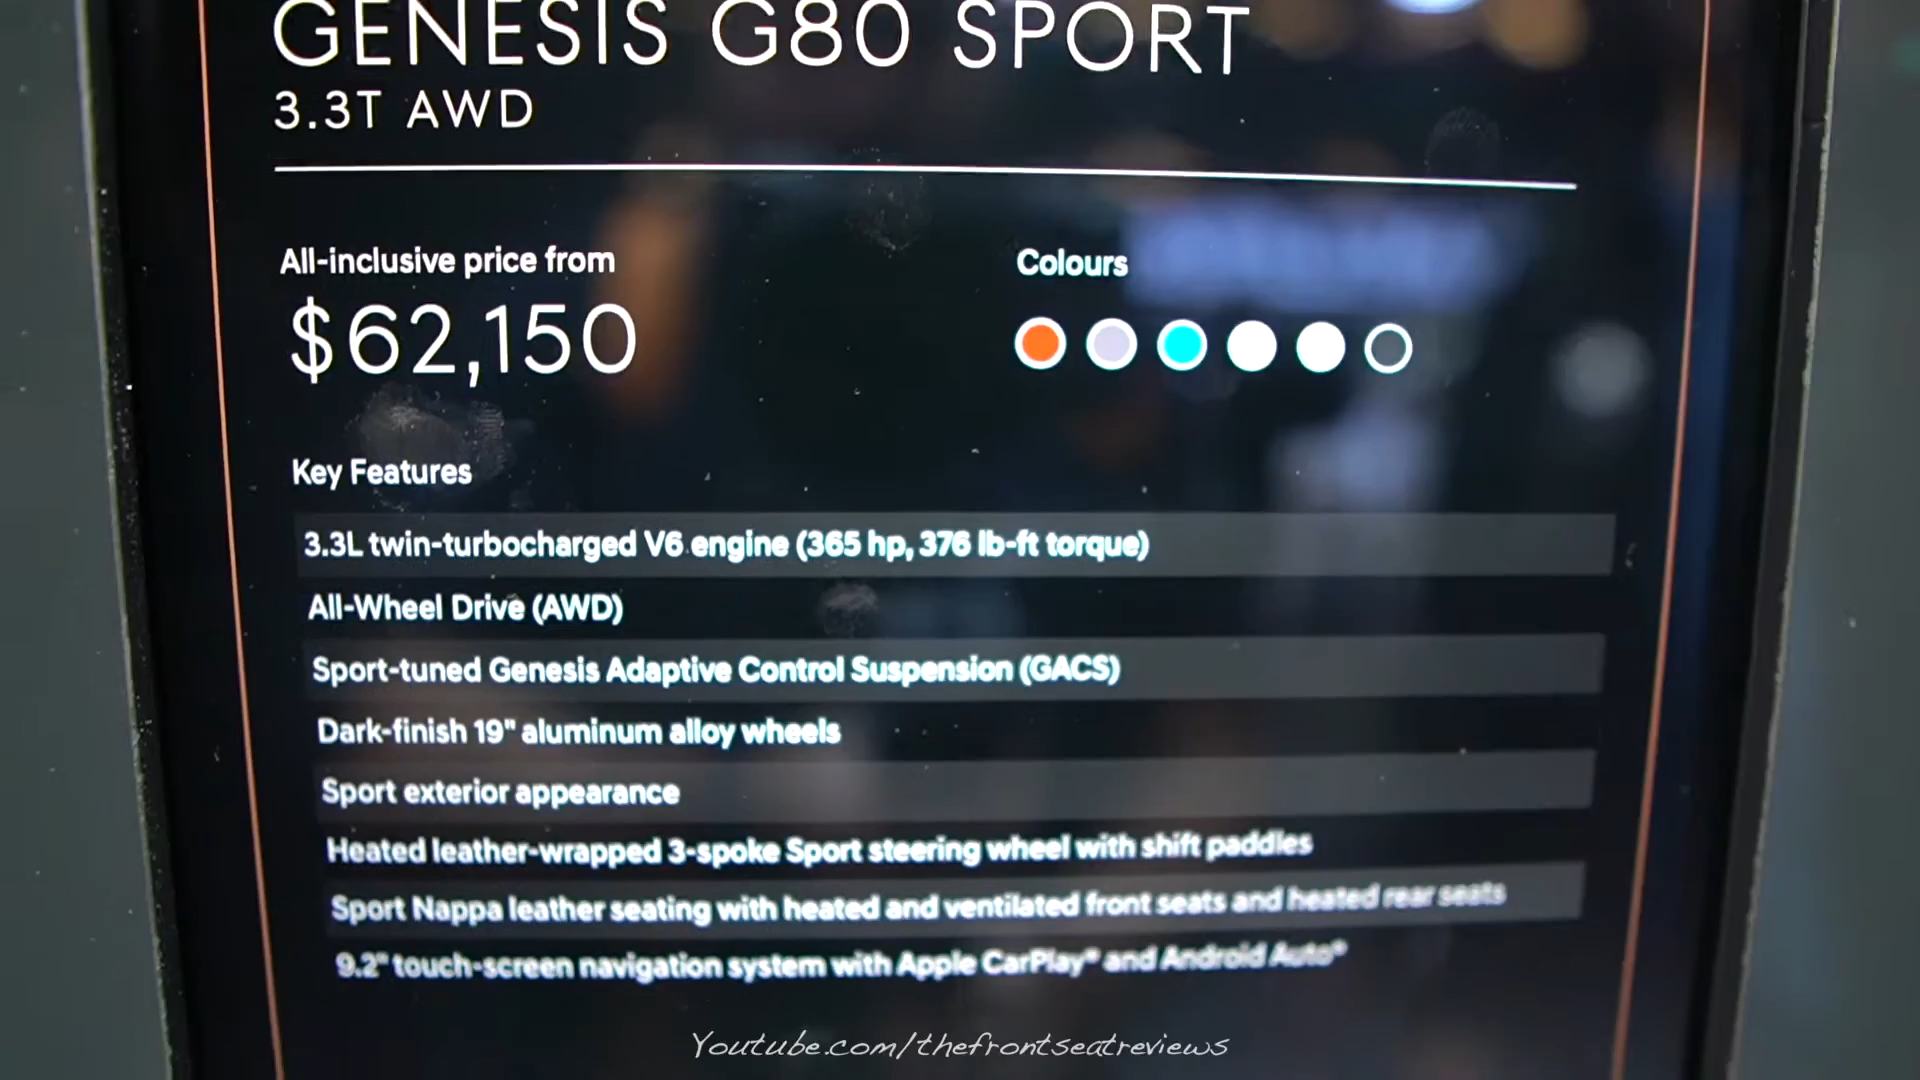 GENESIS G80 SPORT
3.3T AWD
All-inclusive price from
$62,150
Colours
Key Features
3.3L twin-turbocharged V6 engine (365 hp, 376 lb-ft torque)
All-Wheel Drive (AWD)
Sport-tuned Genesis Adaptive Control Suspension (GACS)
Dark-finish 19" aluminum alloy wheels
Sport exterior appearance
Heated leather-wrapped 3-spoke Sport steering wheel with shift paddles
Sport Nappa leather seating with heated and ventilated front seats and heated rear seats
9.2" touch-screen navigation system with Apple CarPlay® and Android Auto®
Youtube.com/thefrontseatreviews